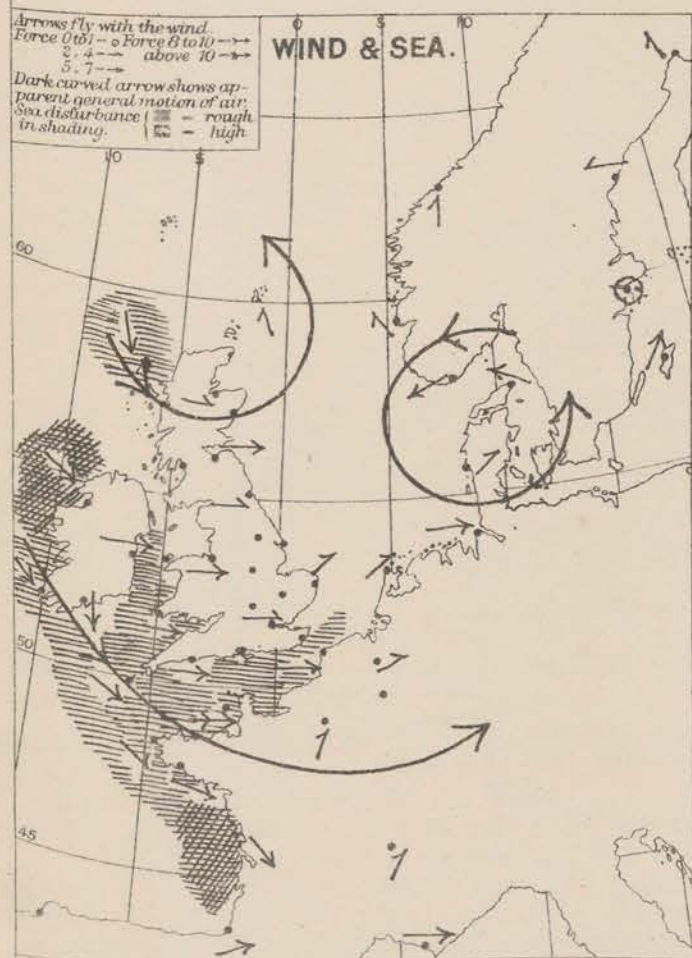 Arrows fly with the wind.
Force 0 to 1 – o Force 8 to 10 –
2 . 4 – above 10 –
5 . 7 –
Dark curved arrow shows ap-
parent general motion of air.
Sea disturbance { – rough
in shading. { – high
WIND & SEA.
0
10
10
5
60
50
45